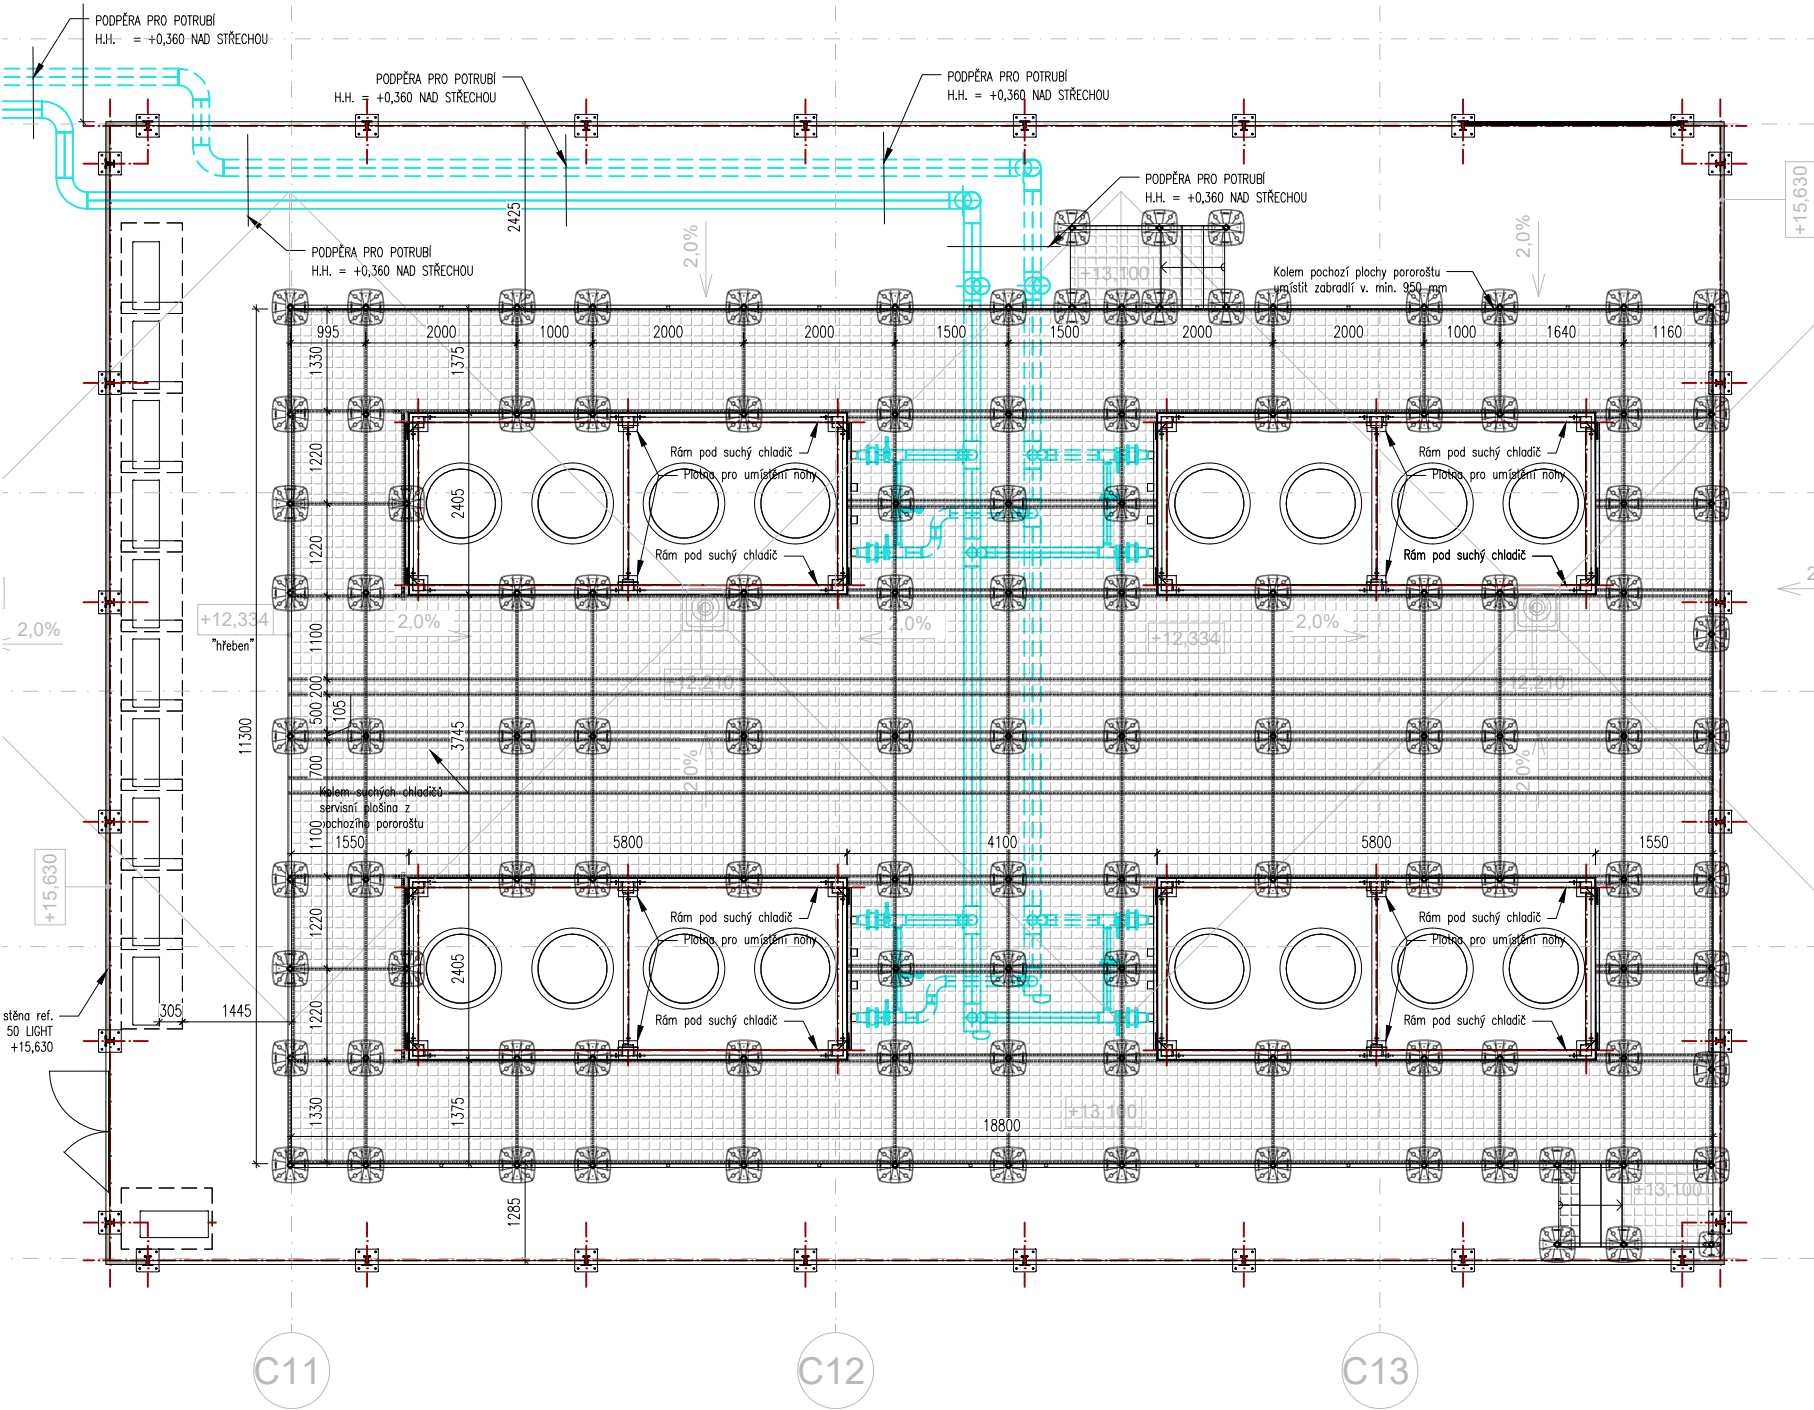 PODPĚRA PRO POTRUBÍ
H.H. = +0,360 NAD STŘECHOU
PODPĚRA PRO POTRUBÍ
H.H. = +0,360 NAD STŘECHOU
PODPĚRA PRO POTRUBÍ
H.H. = +0,360 NAD STŘECHOU
PODPĚRA PRO POTRUBÍ
H.H. = +0,360 NAD STŘECHOU
PODPĚRA PRO POTRUBÍ
H.H. = +0,360 NAD STŘECHOU
2425
2,0%
2,0%
+15,630
+13,100
Kolem pochozí plochy pororoštu
umístit zabradlí v. min. 950 mm
995
2000
1000
2000
2000
1500
1500
2000
2000
1000
1640
1160
1330
1375
1220
2405
1220
Rám pod suchý chladič
Plotna pro umístění nohy
Rám pod suchý chladič
Rám pod suchý chladič
Plotna pro umístění nohy
Rám pod suchý chladič
2,0%
+12,334
"hřeben"
2,0%
2,0%
+12,334
2,0%
+12,210
+12,210
1100
200
500
105
3745
700
1100
11300
2,0%
2,0%
Kolem suchých chladičů
servisní plošina z
pochozího pororoštu
1550
5800
4100
5800
1550
+15,630
1220
2405
1220
Rám pod suchý chladič
Plotna pro umístění nohy
Rám pod suchý chladič
Rám pod suchý chladič
Plotna pro umístění nohy
Rám pod suchý chladič
stěna ref.
50 LIGHT
+15,630
305
1445
1330
1375
+13,100
18800
1285
+13,100
C11
C12
C13